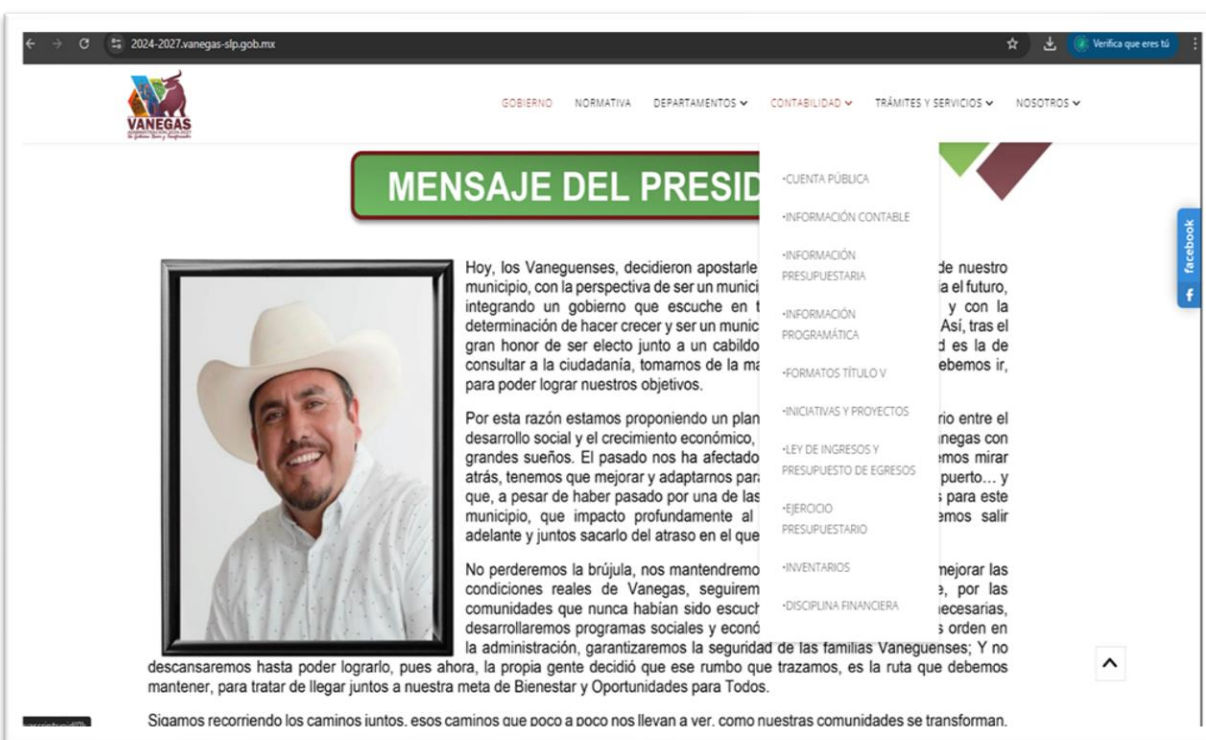 2024-2027.vanegas-slp.gob.mx
Verifica que eres tú
VANEGAS
GOBIERNO NORMATIVA DEPARTAMENTOS CONTABILIDAD TRÁMITES Y SERVICIOS NOSOTROS
MENSAJE DEL PRESID
•CUENTA PÚBLICA
•INFORMACIÓN CONTABLE
•INFORMACIÓN
PRESUPUESTARIA
•INFORMACIÓN
PROGRAMÁTICA
•FORMATOS TÍTULO V
•INICIATIVAS Y PROYECTOS
•LEY DE INGRESOS Y
PRESUPUESTO DE EGRESOS
•EJERCICIO
PRESUPUESTARIO
•INVENTARIOS
•DISCIPLINA FINANCIERA
facebook
Hoy, los Vaneguenses, decidieron apostarle de nuestro
municipio, con la perspectiva de ser un munici ia el futuro,
integrando un gobierno que escuche en t y con la
determinación de hacer crecer y ser un munic Así, tras el
gran honor de ser electo junto a un cabildo d es la de
consultar a la ciudadanía, tomarnos de la ma ebemos ir,
para poder lograr nuestros objetivos.
Por esta razón estamos proponiendo un plan rio entre el
desarrollo social y el crecimiento económico, anegas con
grandes sueños. El pasado nos ha afectado emos mirar
atrás, tenemos que mejorar y adaptarnos para puerto… y
que, a pesar de haber pasado por una de las s para este
municipio, que impacto profundamente al emos salir
adelante y juntos sacarlo del atraso en el que
No perderemos la brújula, nos mantendremo mejorar las
condiciones reales de Vanegas, seguirem e, por las
comunidades que nunca habían sido escuch ecesarias,
desarrollaremos programas sociales y econó s orden en
la administración, garantizaremos la seguridad de las familias Vaneguenses; Y no
descansaremos hasta poder lograrlo, pues ahora, la propia gente decidió que ese rumbo que trazamos, es la ruta que debemos
mantener, para tratar de llegar juntos a nuestra meta de Bienestar y Oportunidades para Todos.
Sigamos recorriendo los caminos juntos, esos caminos que poco a poco nos llevan a ver, como nuestras comunidades se transforman.